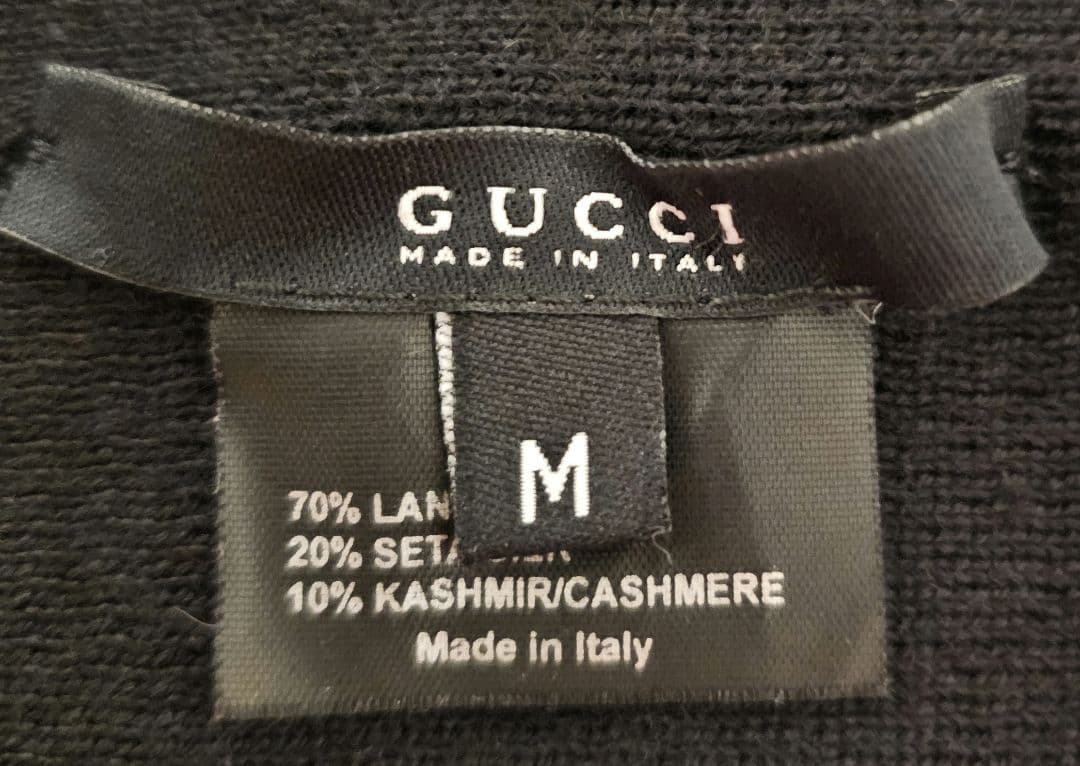 GUCCI
MADE IN ITALY
M
70% LAN
20% SETA
10% KASHMIR/CASHMERE
Made in Italy